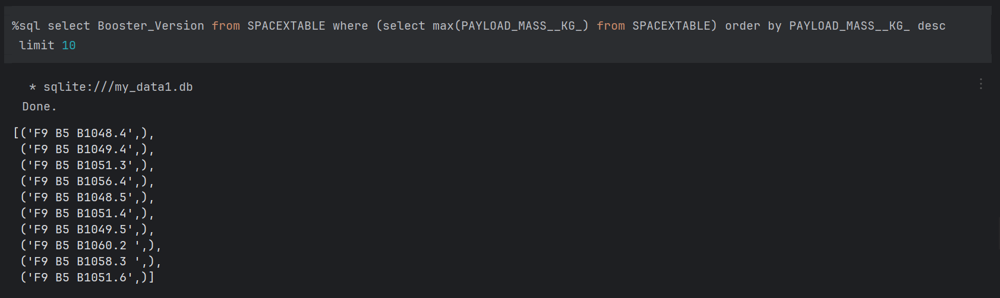 %sql select Booster_Version from SPACEXTABLE where (select max(PAYLOAD_MASS__KG_) from SPACEXTABLE) order by PAYLOAD_MASS__KG_ desc
limit 10
* sqlite:///my_data1.db
Done.
[('F9 B5 B1048.4',),
('F9 B5 B1049.4',),
('F9 B5 B1051.3',),
('F9 B5 B1056.4',),
('F9 B5 B1048.5',),
('F9 B5 B1051.4',),
('F9 B5 B1049.5',),
('F9 B5 B1060.2 ',),
('F9 B5 B1058.3 ',),
('F9 B5 B1051.6',)]